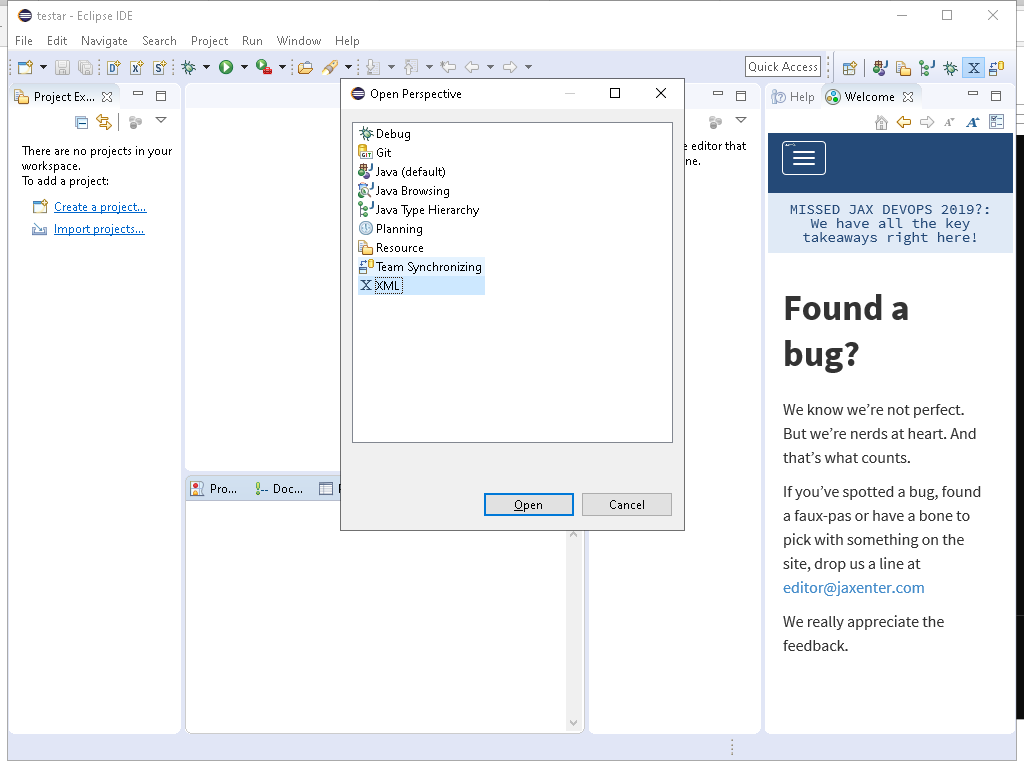 testar - Eclipse IDE
File Edit Navigate Search Project Run Window Help
Quick Access
Project Ex...
There are no projects in your
workspace.
To add a project:
Create a project...
Import projects...
Open Perspective
Debug
Git
Java (default)
Java Browsing
Java Type Hierarchy
Planning
Resource
Team Synchronizing
XML
Open
Cancel
Pro...
Doc...
editor that
Help
Welcome
MISSED JAX DEVOPS 2019?:
We have all the key
takeaways right here!
Found a
bug?
We know we’re not perfect.
But we’re nerds at heart. And
that’s what counts.
If you’ve spotted a bug, found
a faux-pas or have a bone to
pick with something on the
site, drop us a line at
editor@jaxenter.com
We really appreciate the
feedback.